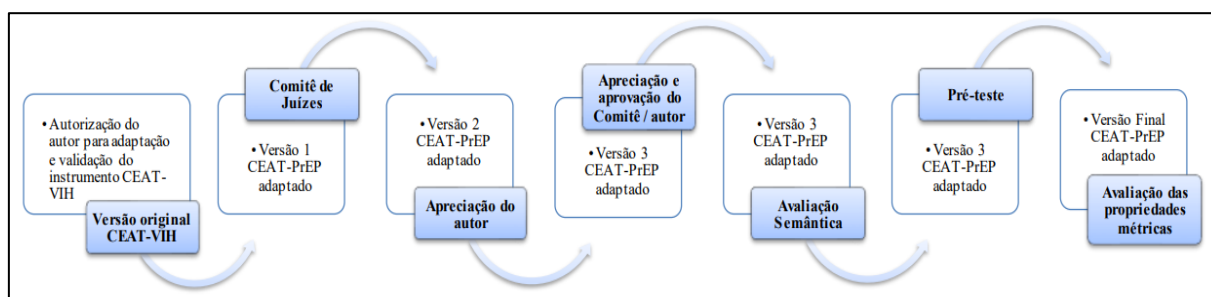 • Autorização do
autor para adaptação
e validação do
instrumento CEAT-
VIH
Versão original
CEAT-VIH
Comitê de
Juízes
• Versão 1
CEAT-PrEP
adaptado
• Versão 2
CEAT-PrEP
adaptado
Apreciação do
autor
Apreciação e
aprovação do
Comitê / autor
• Versão 3
CEAT-PrEP
adaptado
• Versão 3
CEAT-PrEP
adaptado
Avaliação
Semântica
Pré-teste
• Versão 3
CEAT-PrEP
adaptado
• Versão Final
CEAT-PrEP
adaptado
Avaliação das
propriedades
métricas